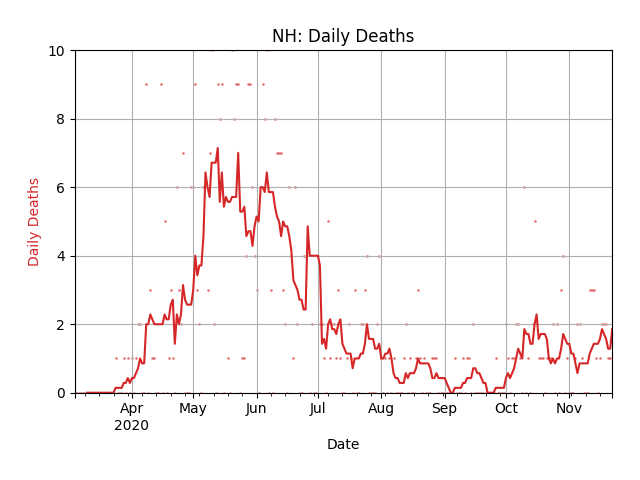 NH: Daily Deaths
Daily Deaths
10
8
6
4
2
0
Apr
2020
May
Jun
Jul
Aug
Sep
Oct
Nov
Date